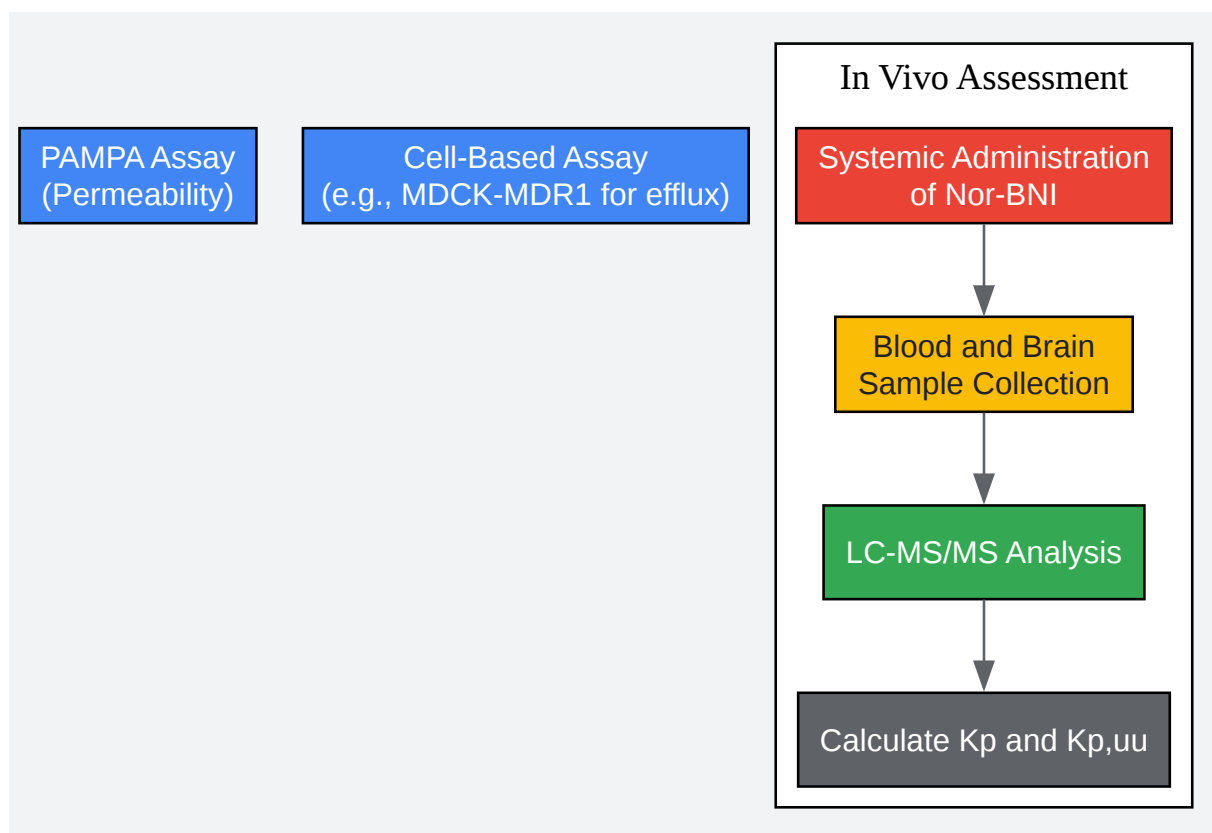 In Vivo Assessment
PAMPA Assay
(Permeability)
Cell-Based Assay
(e.g., MDCK-MDR1 for efflux)
Systemic Administration
of Nor-BNI
Blood and Brain
Sample Collection
LC-MS/MS Analysis
Calculate Kp and Kp,uu